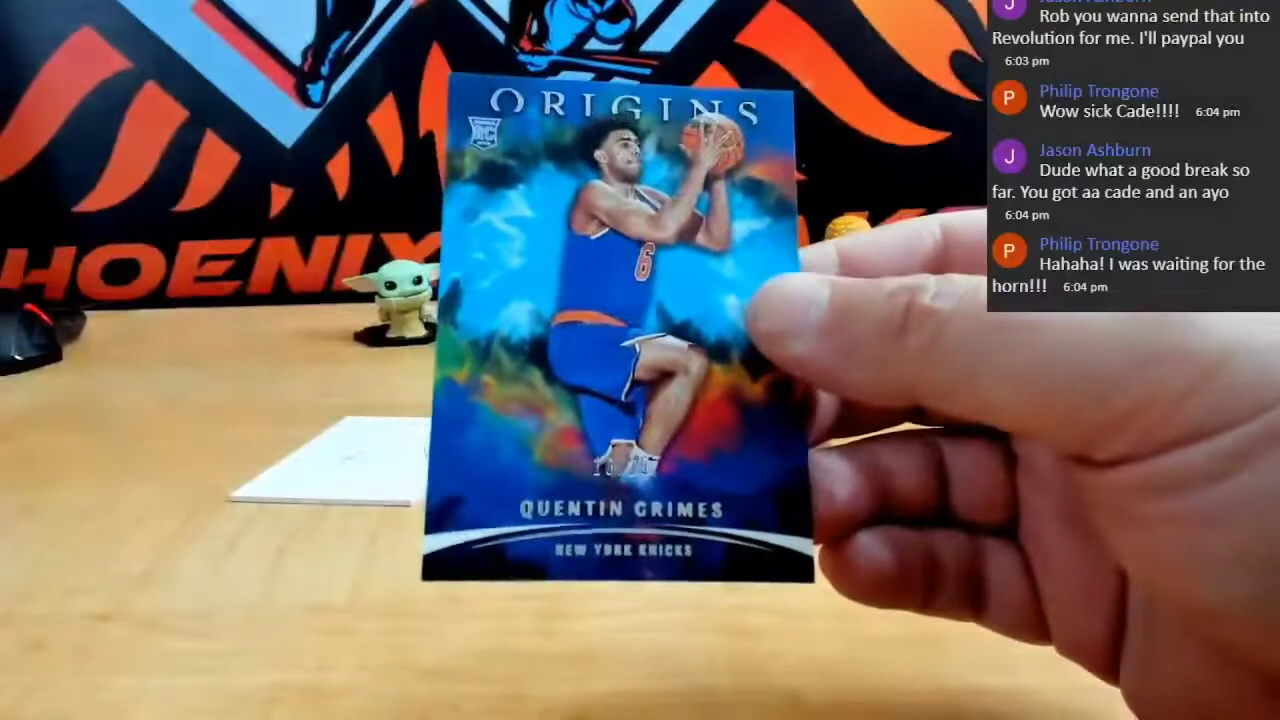 Jason Ashburn
Rob you wanna send that into
Revolution for me. I'll paypal you
6:03 pm
P
Philip Trongone
Wow sick Cade!!!! 6:04 pm
J
Jason Ashburn
Dude what a good break so
far. You got aa cade and an ayo
6:04 pm
P
Philip Trongone
Hahaha! I was waiting for the
horn!!! 6:04 pm
ORIGINS
RC
6
QUENTIN GRIMES
NEW YORK KNICKS
PHOENIX